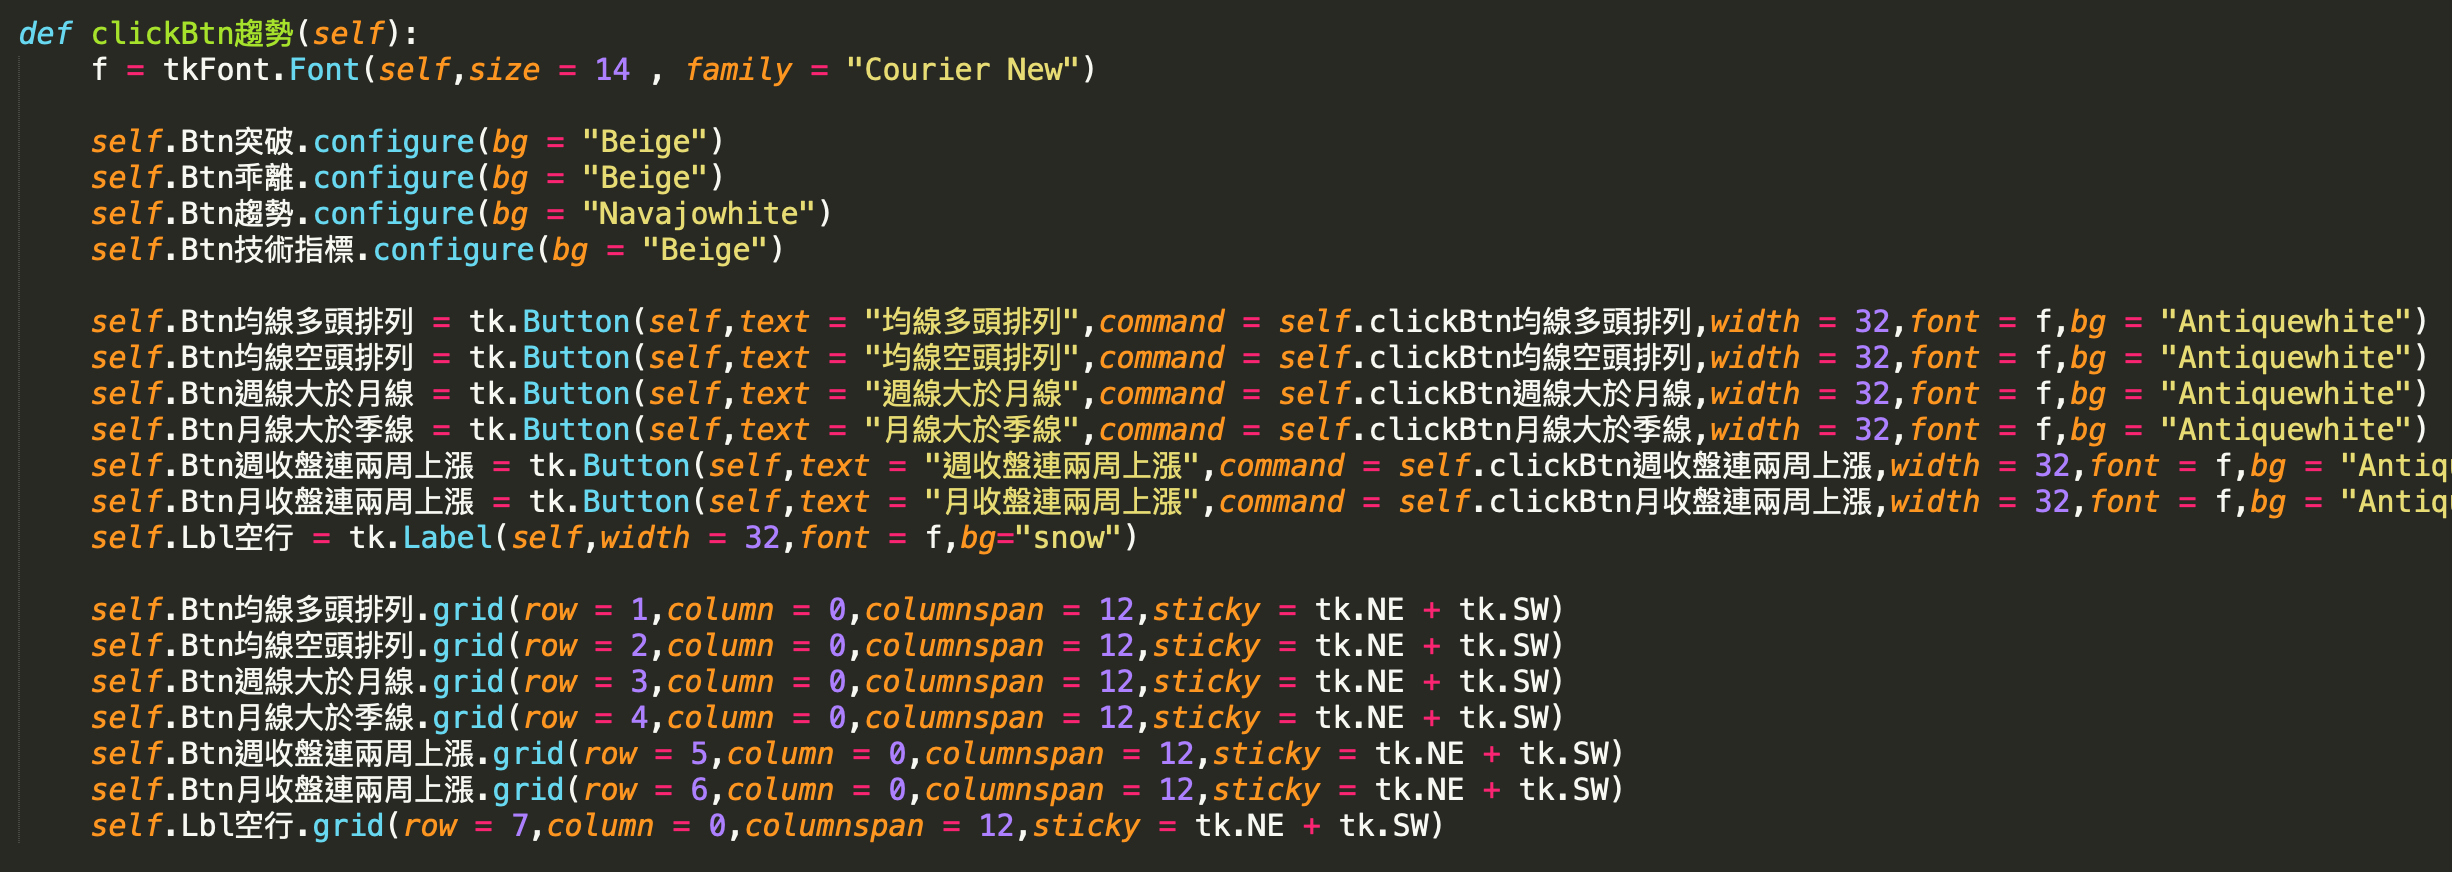 def clickBtn趨勢(self):
    f = tkFont.Font(self,size = 14 , family = "Courier New")

    self.Btn突破.configure(bg = "Beige")
    self.Btn乖離.configure(bg = "Beige")
    self.Btn趨勢.configure(bg = "Navajowhite")
    self.Btn技術指標.configure(bg = "Beige")

    self.Btn均線多頭排列 = tk.Button(self,text = "均線多頭排列",command = self.clickBtn均線多頭排列,width = 32,font = f,bg = "Antiquewhite")
    self.Btn均線空頭排列 = tk.Button(self,text = "均線空頭排列",command = self.clickBtn均線空頭排列,width = 32,font = f,bg = "Antiquewhite")
    self.Btn週線大於月線 = tk.Button(self,text = "週線大於月線",command = self.clickBtn週線大於月線,width = 32,font = f,bg = "Antiquewhite")
    self.Btn月線大於季線 = tk.Button(self,text = "月線大於季線",command = self.clickBtn月線大於季線,width = 32,font = f,bg = "Antiquewhite")
    self.Btn週收盤連兩周上漲 = tk.Button(self,text = "週收盤連兩周上漲",command = self.clickBtn週收盤連兩周上漲,width = 32,font = f,bg = "Antiq
    self.Btn月收盤連兩周上漲 = tk.Button(self,text = "月收盤連兩周上漲",command = self.clickBtn月收盤連兩周上漲,width = 32,font = f,bg = "Antiq
    self.Lbl空行 = tk.Label(self,width = 32,font = f,bg="snow")

    self.Btn均線多頭排列.grid(row = 1,column = 0,columnspan = 12,sticky = tk.NE + tk.SW)
    self.Btn均線空頭排列.grid(row = 2,column = 0,columnspan = 12,sticky = tk.NE + tk.SW)
    self.Btn週線大於月線.grid(row = 3,column = 0,columnspan = 12,sticky = tk.NE + tk.SW)
    self.Btn月線大於季線.grid(row = 4,column = 0,columnspan = 12,sticky = tk.NE + tk.SW)
    self.Btn週收盤連兩周上漲.grid(row = 5,column = 0,columnspan = 12,sticky = tk.NE + tk.SW)
    self.Btn月收盤連兩周上漲.grid(row = 6,column = 0,columnspan = 12,sticky = tk.NE + tk.SW)
    self.Lbl空行.grid(row = 7,column = 0,columnspan = 12,sticky = tk.NE + tk.SW)